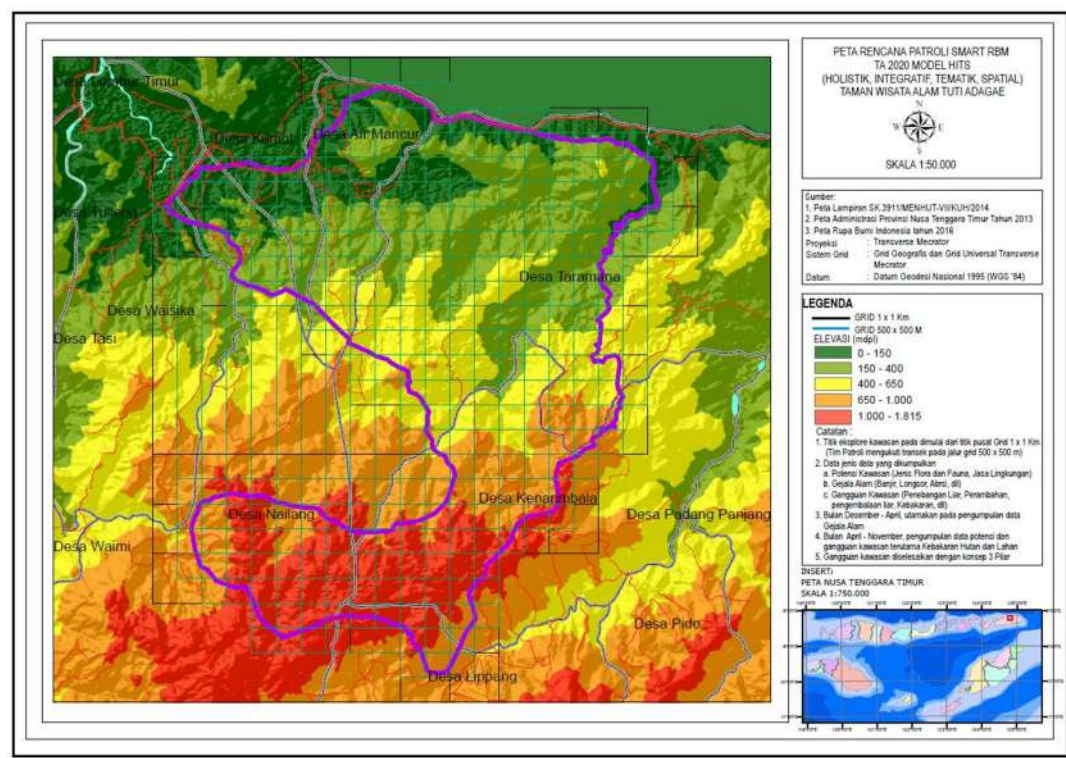 PETA RENCANA PATROLI SMART RBM
TA 2020 MODEL HITS
(HOLISTIK, INTEGRATIF, TEMATIK, SPATIAL)
TAMAN WISATA ALAM TUTI ADAGAE
N
W E
S
SKALA 1:50.000
Sumber:
1. Peta Lampiran SK.3911/MENHUT-VII/KUH/2014
2. Peta Administrasi Provinsi Nusa Tenggara Timur Tahun 2013
3. Peta Rupa Bumi Indonesia tahun 2016
Proyeksi : Transverse Mecrator
Sistem Grid : Grid Geografis dan Grid Universal Transverse
Mecrator
Datum : Datum Geodesi Nasional 1995 (WGS '84)
LEGENDA
GRID 1 x 1 Km
GRID 500 x 500 M
ELEVASI (mdpl)
0 - 150
150 - 400
400 - 650
650 - 1.000
1.000 - 1.815
Catatan :
1. Titik eksplore kawasan pada dimulai dari titik pusat Grid 1 x 1 Km
(Tim Patroli mengukuti transek pada jalur grid 500 x 500 m)
2. Data jenis data yang dikumpulkan
a. Potensi Kawasan (Jenis Flora dan Fauna, Jasa Lingkungan)
b. Gejala Alam (Banjir, Longsor, Abrsi, dll)
c. Gangguan Kawasan (Penebangan Liar, Perambahan,
pengembalaan liar, Kebakaran, dll)
3. Bulan Desember - April, utamakan pada pengumpulan data
Gejala Alam
4. Bulan April - November, pengumpulan data potensi dan
gangguan kawasan terutama Kebakaran Hutan dan Lahan
5. Gangguan kawasan diselesaikan dengan konsep 3 Pilar
INSERT:
PETA NUSA TENGGARA TIMUR
SKALA 1:750.000
Timur
Desa Kamot
Desa Air Mancur
Desa
Desa Taramana
Desa Waisika
Desa Tasi
Desa Nailang
Desa Kenarimbala
Desa Padang Panjang
Desa Waimi
Desa Pido
Desa Lippang